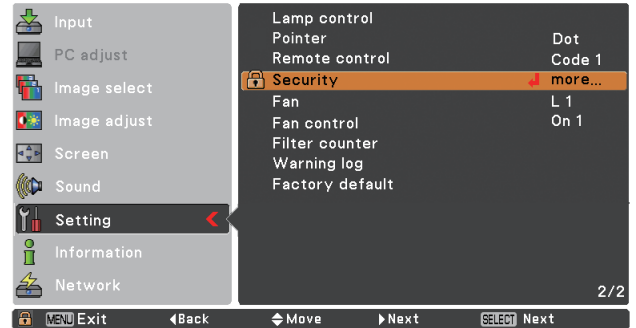 Input
PC adjust
Image select
Image adjust
Screen
Sound
Setting
Information
Network
Lamp control
Pointer Dot
Remote control Code 1
Security more...
Fan L 1
Fan control On 1
Filter counter
Warning log
Factory default
2/2
MENU Exit Back Move Next SELECT Next